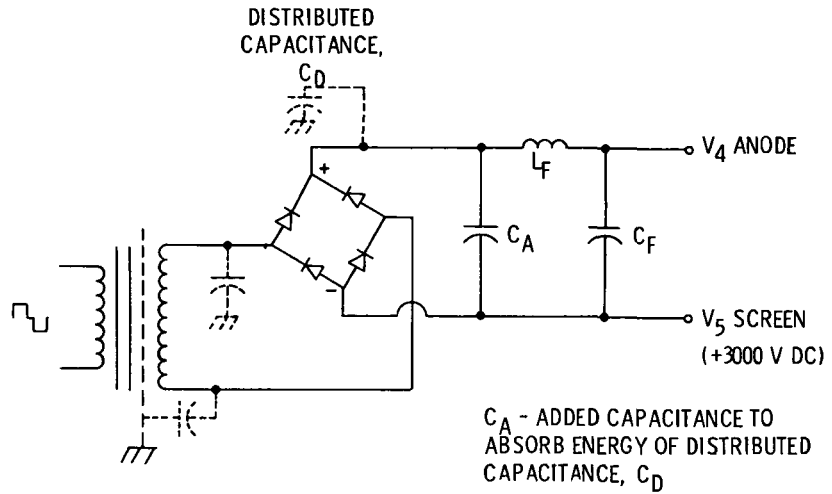 DISTRIBUTED
CAPACITANCE,
C_D
+
-
L_F
C_A
C_F
V_4 ANODE
V_5 SCREEN
(+3000 V DC)
C_A - ADDED CAPACITANCE TO
ABSORB ENERGY OF DISTRIBUTED
CAPACITANCE, C_D